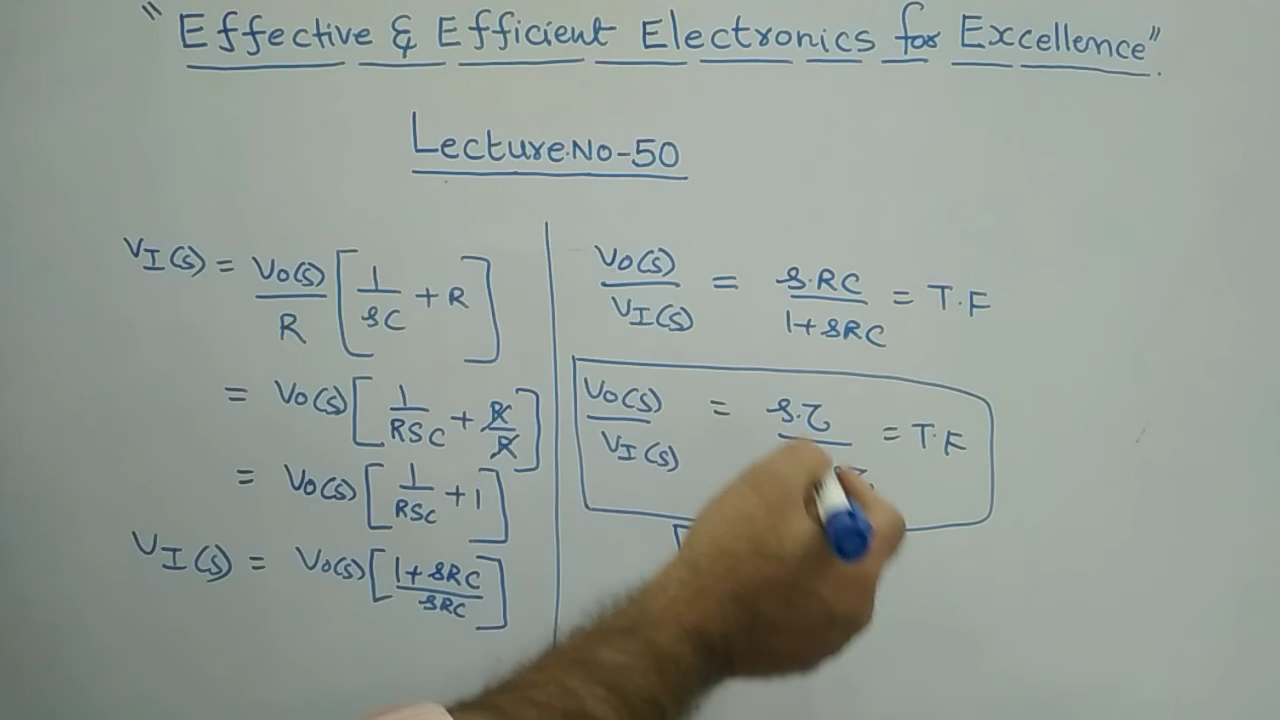 "Effective & Efficient Electronics for Excellence".
Lecture.No-50
VI(s) = Vo(s)/R [1/sC + R]
= Vo(s) [1/RSC + R/R]
= Vo(s) [1/RSC + 1]
VI(s) = Vo(s) [1+sRC/sRC]
Vo(s)/VI(s) = s.RC/1+sRC = T.F
Vo(s)/VI(s) = s.τ/ = T.F